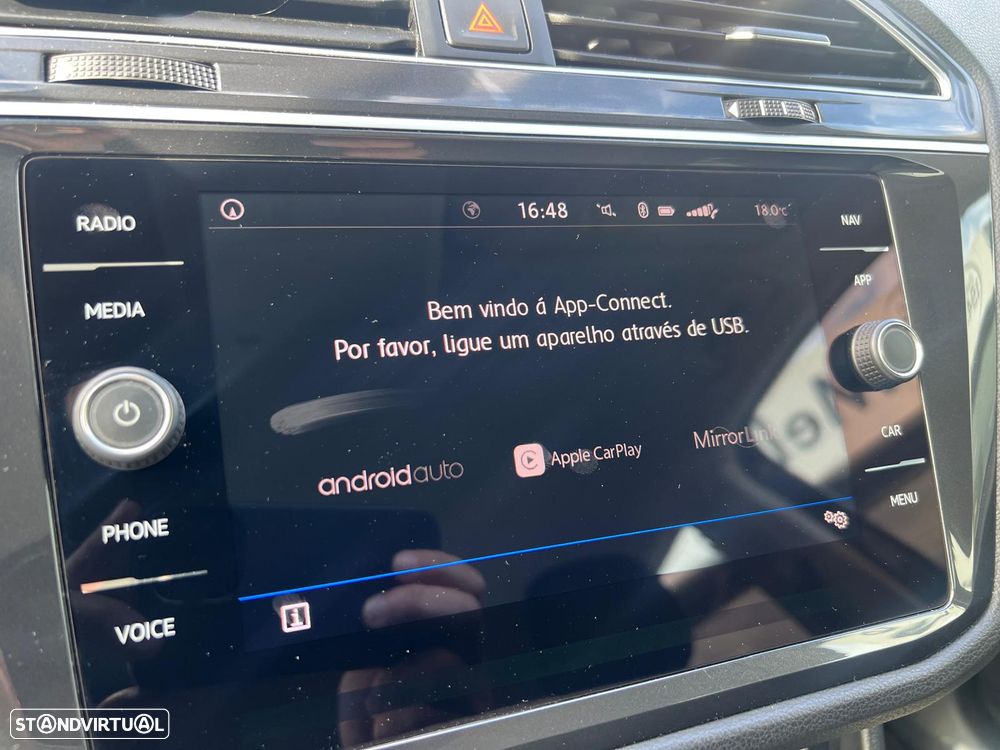 16:48
18.0°C
RADIO
NAV
MEDIA
APP
Bem vindo á App-Connect.
Por favor, ligue um aparelho através de USB.
androidauto
Apple CarPlay
MirrorLink
CAR
MENU
PHONE
VOICE
i
STANDVIRTUAL